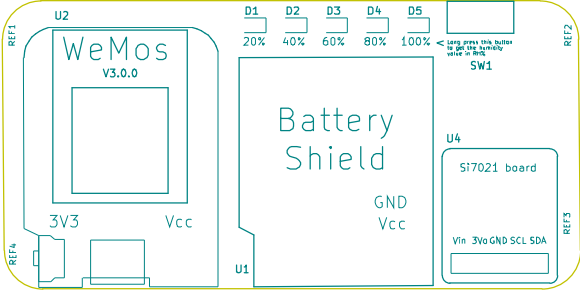 REF1
U2
WeMos
V3.0.0
3V3
Vcc
REF4
D1 D2 D3 D4 D5
20% 40% 60% 80% 100%
< Long press this button
to get the humidity
value in RH%
SW1
REF2
Battery
Shield
GND
Vcc
U1
U4
Si7021 board
Vin 3Vo GND SCL SDA
REF3